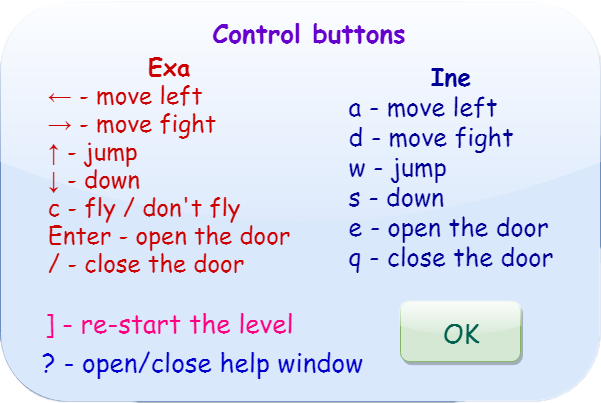 Control buttons
Exa
← - move left
→ - move fight
↑ - jump
↓ - down
c - fly / don't fly
Enter - open the door
/ - close the door
Ine
a - move left
d - move fight
w - jump
s - down
e - open the door
q - close the door
] - re-start the level
? - open/close help window
OK